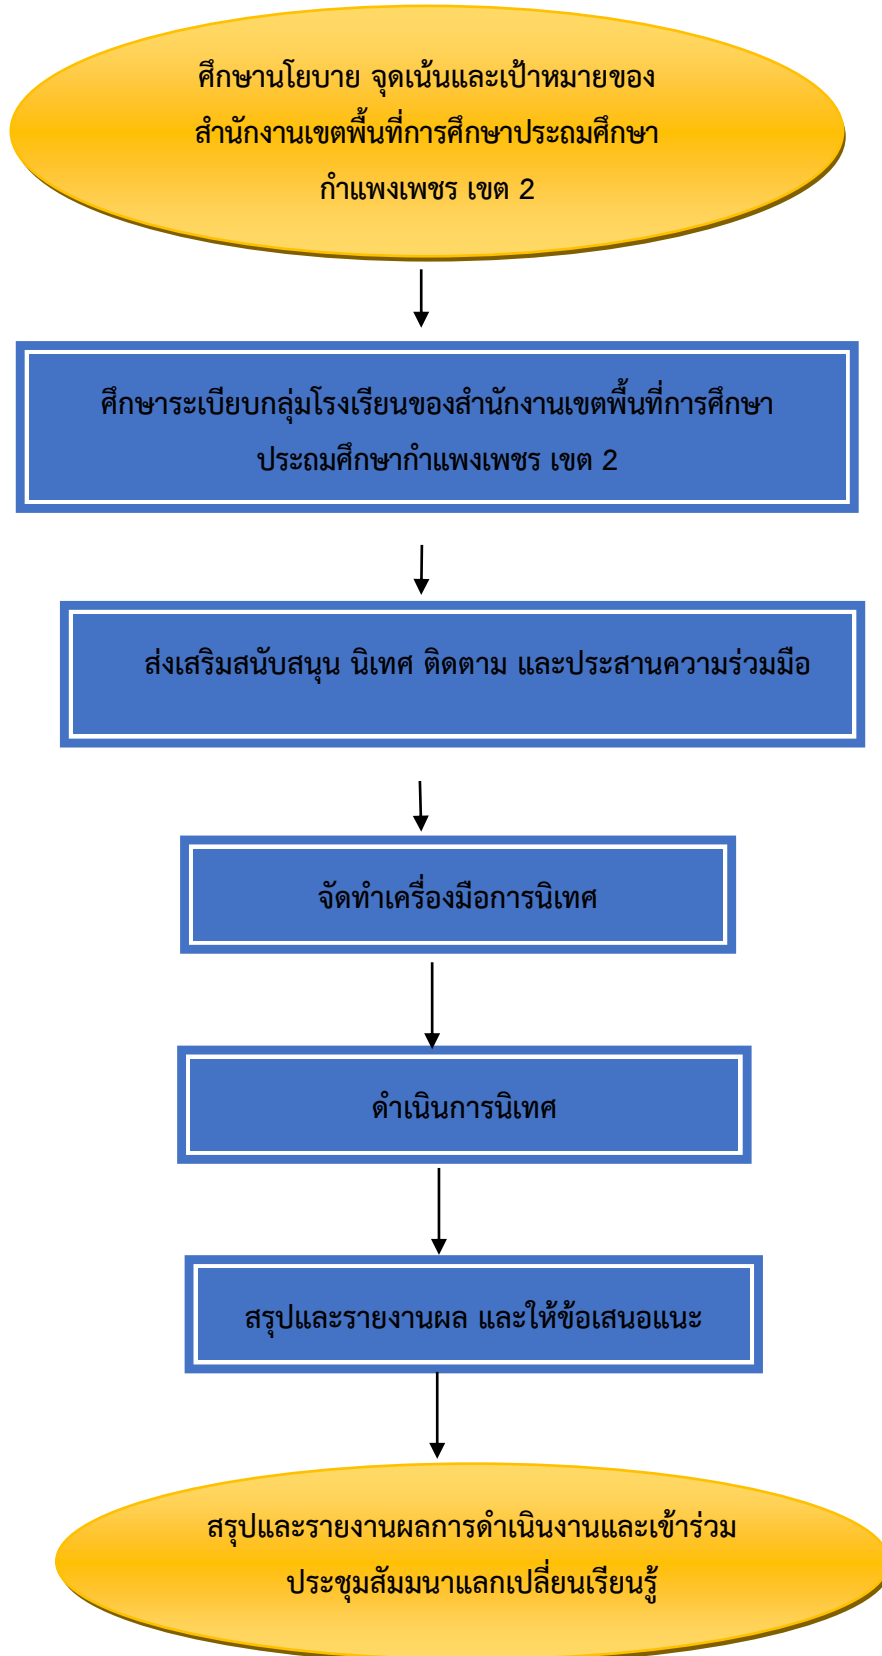 ศึกษานโยบาย จุดเน้นและเป้าหมายของ
สำนักงานเขตพื้นที่การศึกษาประถมศึกษา
กำแพงเพชร เขต 2
ศึกษาระเบียบกลุ่มโรงเรียนของสำนักงานเขตพื้นที่การศึกษา
ประถมศึกษากำแพงเพชร เขต 2
ส่งเสริมสนับสนุน นิเทศ ติดตาม และประสานความร่วมมือ
จัดทำเครื่องมือการนิเทศ
ดำเนินการนิเทศ
สรุปและรายงานผล และให้ข้อเสนอแนะ
สรุปและรายงานผลการดำเนินงานและเข้าร่วม
ประชุมสัมมนาแลกเปลี่ยนเรียนรู้